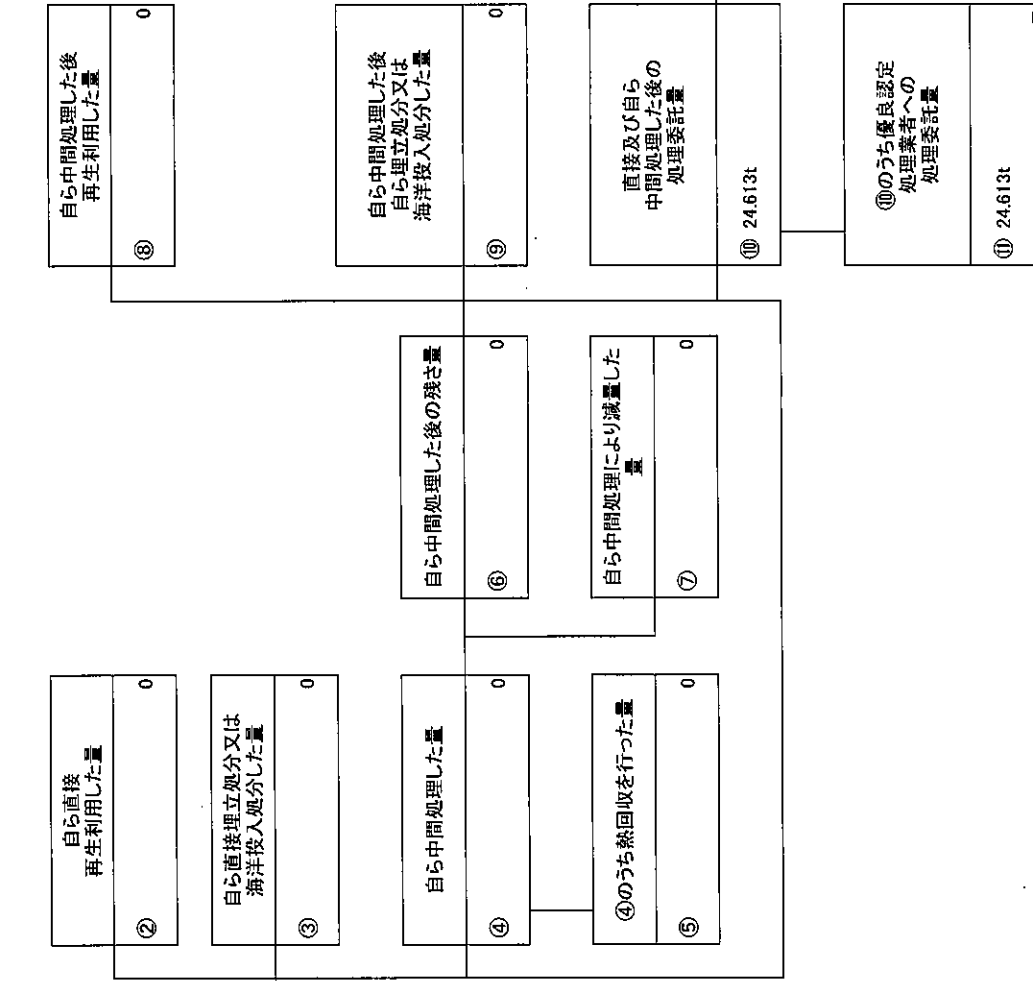 自ら直接
再生利用した量
② 0
自ら直接埋立処分又は
海洋投入処分した量
③ 0
自ら中間処理した量
④ 0
④のうち熱回収を行った量
⑤ 0
自ら中間処理した後の残さ量
⑥ 0
自ら中間処理により減量した
量
⑦ 0
自ら中間処理した後
再生利用した量
⑧ 0
自ら中間処理した後
自ら埋立処分又は
海洋投入処分した量
⑨ 0
直接及び自ら
中間処理した後の
処理委託量
⑩ 24.613t
⑩のうち優良認定
処理業者への
処理委託量
⑪ 24.613t